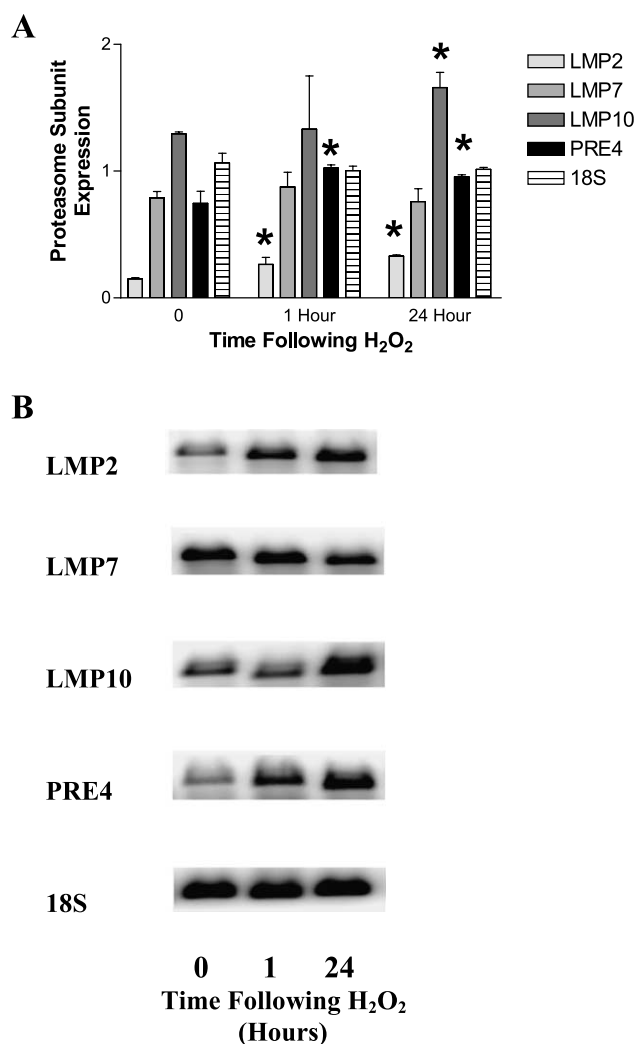 A
Proteasome Subunit
Expression
2
1
0
*
*
*
*
*
0
1 Hour
24 Hour
Time Following H₂O₂
LMP2
LMP7
LMP10
PRE4
18S
B
LMP2
LMP7
LMP10
PRE4
18S
0 1 24
Time Following H₂O₂
(Hours)